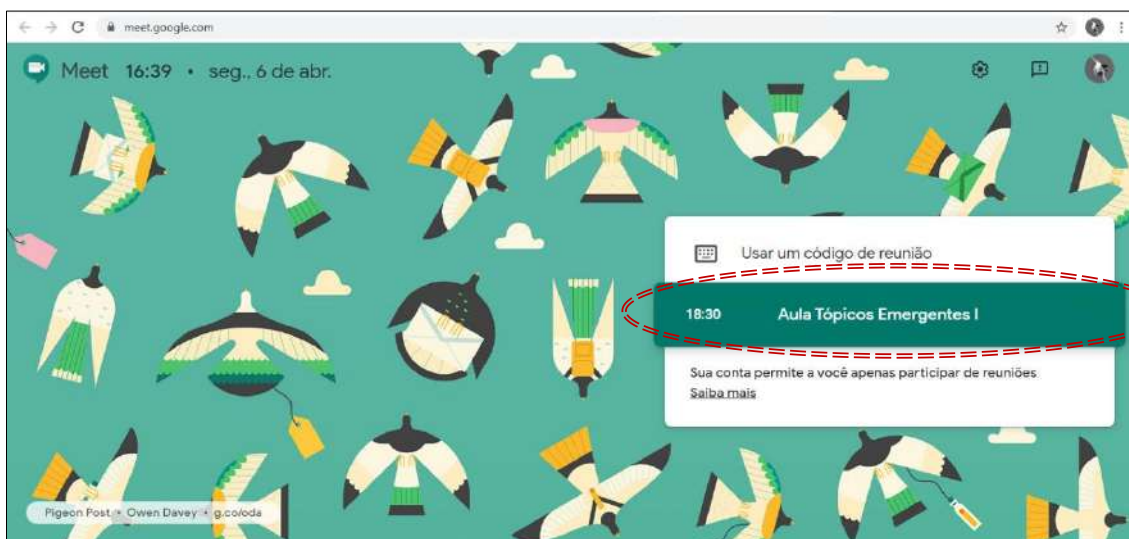 meet.google.com
Meet 16:39 • seg., 6 de abr.
Usar um código de reunião
18:30 Aula Tópicos Emergentes I
Sua conta permite a você apenas participar de reuniões
Saiba mais
Pigeon Post • Owen Davey • g.co/oda